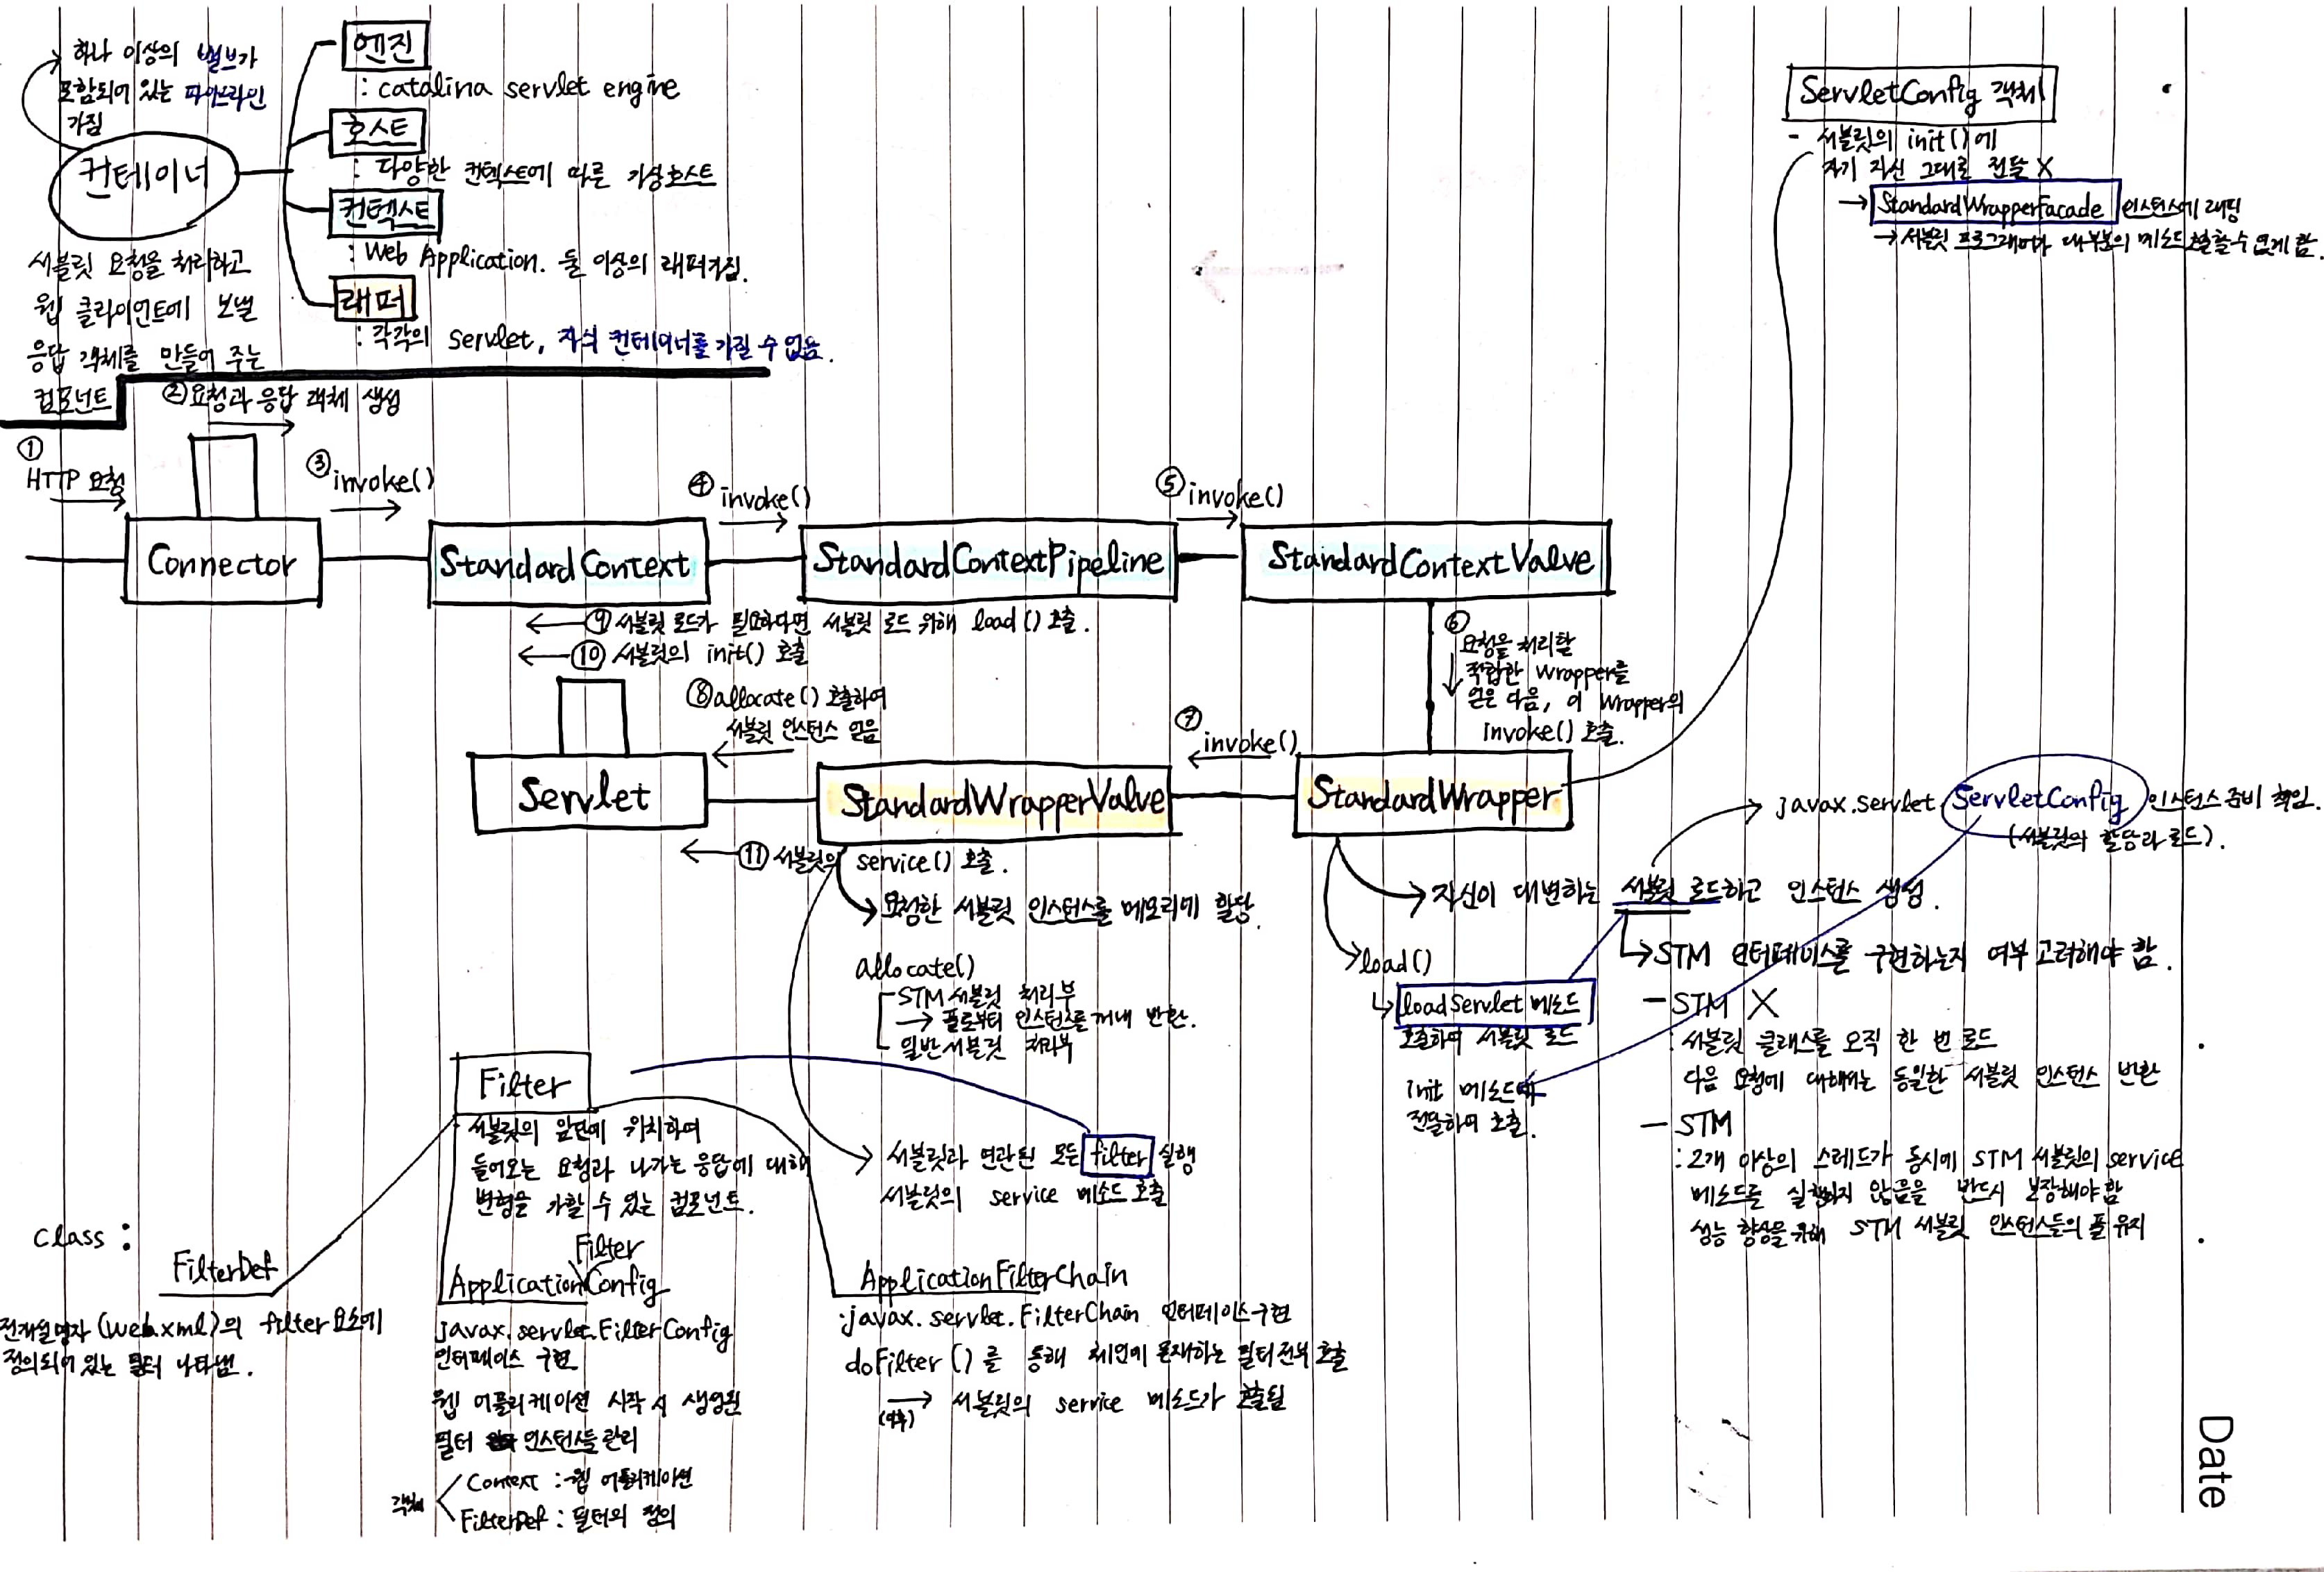 하나 이상의 밸브가
포함되어 있는 파이프라인
가짐
컨테이너
서블릿 요청을 처리하고
웹 클라이언트에 보낼
응답 객체를 만들어 주는
컴포넌트
엔진
: catalina servlet engine
호스트
: 다양한 컨텍스트에 따른 가상호스트
컨텍스트
: Web Application. 둘 이상의 래퍼가짐.
래퍼
: 각각의 Servlet, 자식 컨테이너를 가질 수 없음.
ServletConfig 객체
- 서블릿의 init()에
자기 자신 그대로 전달 X
→ StandardWrapperFacade 인스턴스에 래핑
→ 서블릿 프로그래머가 대부분의 메소드 호출할 수 없게 함.
① HTTP 요청
② 요청과 응답 객체 생성
③ invoke()
④ invoke()
⑤ invoke()
Connector
StandardContext
StandardContextPipeline
StandardContextValve
⑥ 요청을 처리할
적합한 Wrapper를
얻은 다음, 이 Wrapper의
invoke() 호출.
⑦ invoke()
⑧ allocate() 호출하여
서블릿 인스턴스 얻음
⑨ 서블릿 로드가 필요하다면 서블릿 로드 위해 load() 호출.
⑩ 서블릿의 init() 호출
Servlet
StandardWrapperValve
StandardWrapper
⑪ 서블릿의 service() 호출.
요청한 서블릿 인스턴스를 메모리에 할당.
allocate()
STM 서블릿 처리부
→ 풀로부터 인스턴스를 꺼내 반환.
일반 서블릿 처리부
서블릿과 연관된 모든 filter 실행
서블릿의 service 메소드 호출
javax.servlet ServletConfig 인스턴스 준비 책임.
(서블릿의 할당과 로드).
자신이 대변하는 서블릿 로드하고 인스턴스 생성.
STM 인터페이스를 구현하는지 여부 고려해야 함.
load()
loadServlet 메소드
호출하여 서블릿 로드
init 메소드에
전달하여 호출.
- STM X
: 서블릿 클래스를 오직 한 번 로드
다음 요청에 대해서는 동일한 서블릿 인스턴스 반환
- STM
: 2개 이상의 스레드가 동시에 STM 서블릿의 service
메소드를 실행하지 않음을 반드시 보장해야 함
성능 향상을 위해 STM 서블릿 인스턴스들의 풀 유지
Filter
서블릿의 앞단에 위치하여
들어오는 요청과 나가는 응답에 대해
변형을 가할 수 있는 컴포넌트.
class :
FilterDef
전개설명자(web.xml)의 filter 요소에
정의되어 있는 필터 나타냄.
Filter
ApplicationConfig
javax.servlet.FilterConfig
인터페이스 구현
웹 어플리케이션 시작 시 생성된
필터 인스턴스들 관리
객체
Context : 웹 어플리케이션
FilterDef : 필터의 정의
ApplicationFilterChain
: javax.servlet.FilterChain 인터페이스 구현
doFilter()를 통해 체인에 존재하는 필터 전부 호출
→ 서블릿의 service 메소드가 호출됨
Date